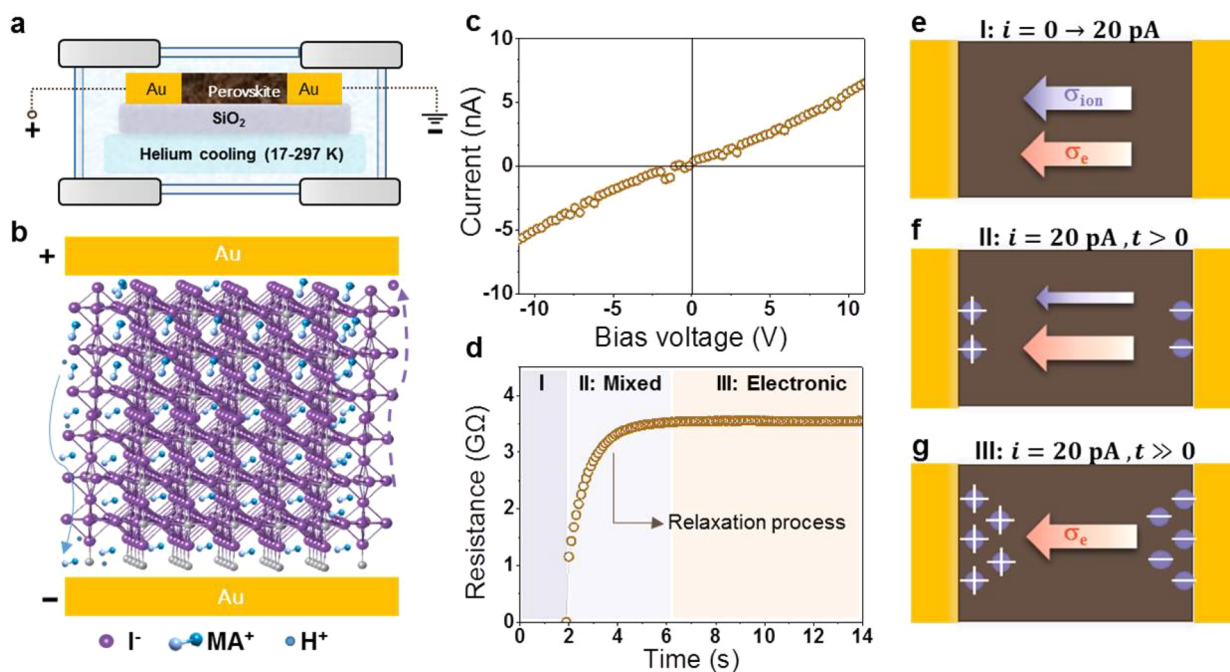 a
Au
Perovskite
Au
+
-
SiO₂
Helium cooling (17-297 K)
b
+
Au
−
Au
I⁻
MA⁺
H⁺
c
Current (nA)
10
5
0
-5
-10
-10
-5
0
5
10
Bias voltage (V)
d
I
II: Mixed
III: Electronic
Resistance (GΩ)
4
3
2
1
0
Relaxation process
0
2
4
6
8
10
12
14
Time (s)
e
I: i = 0 → 20 pA
σion
σe
f
II: i = 20 pA , t > 0
g
III: i = 20 pA , t ≫ 0
σe